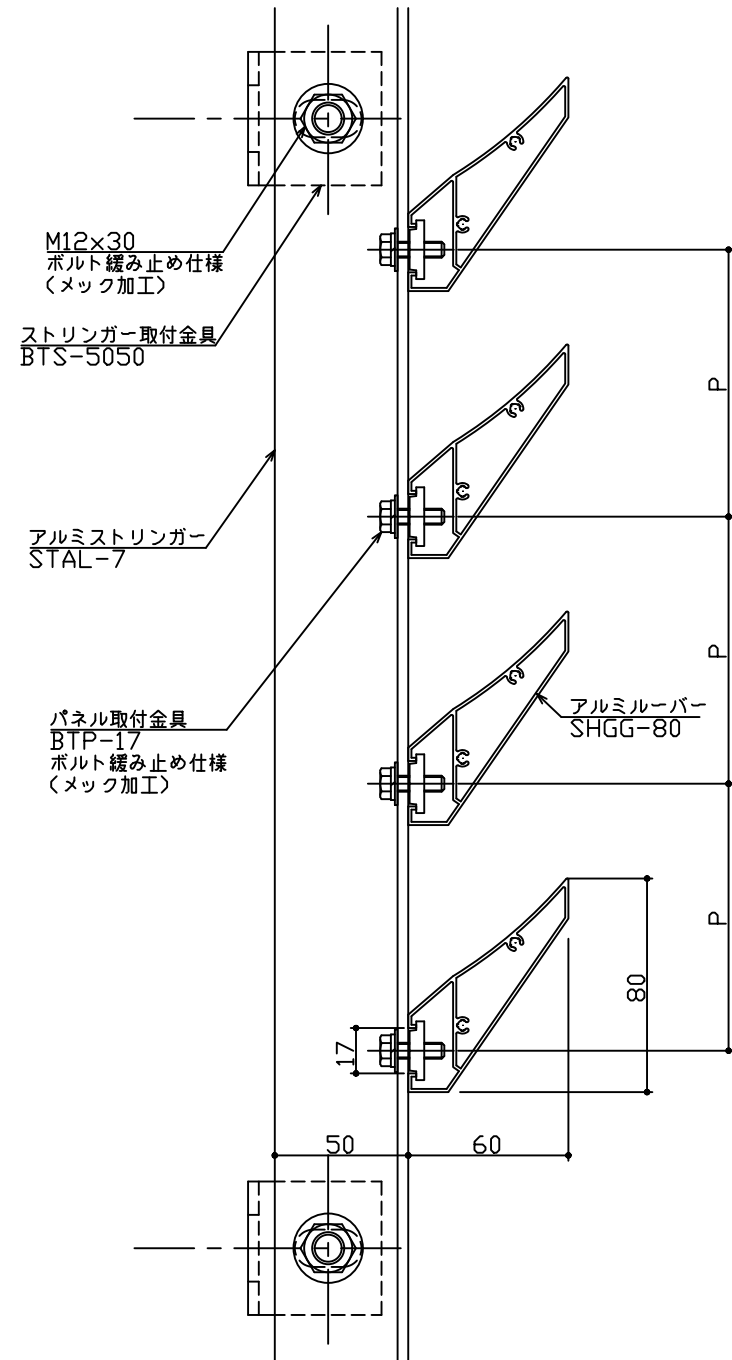 M12x30
ボルト緩み止め仕様
（メック加工）
ストリンガー取付金具
BTS-5050
P
アルミストリンガー
STAL-7
P
パネル取付金具
BTP-17
ボルト緩み止め仕様
（メック加工）
アルミルーバー
SHGG-80
P
80
17
50
60